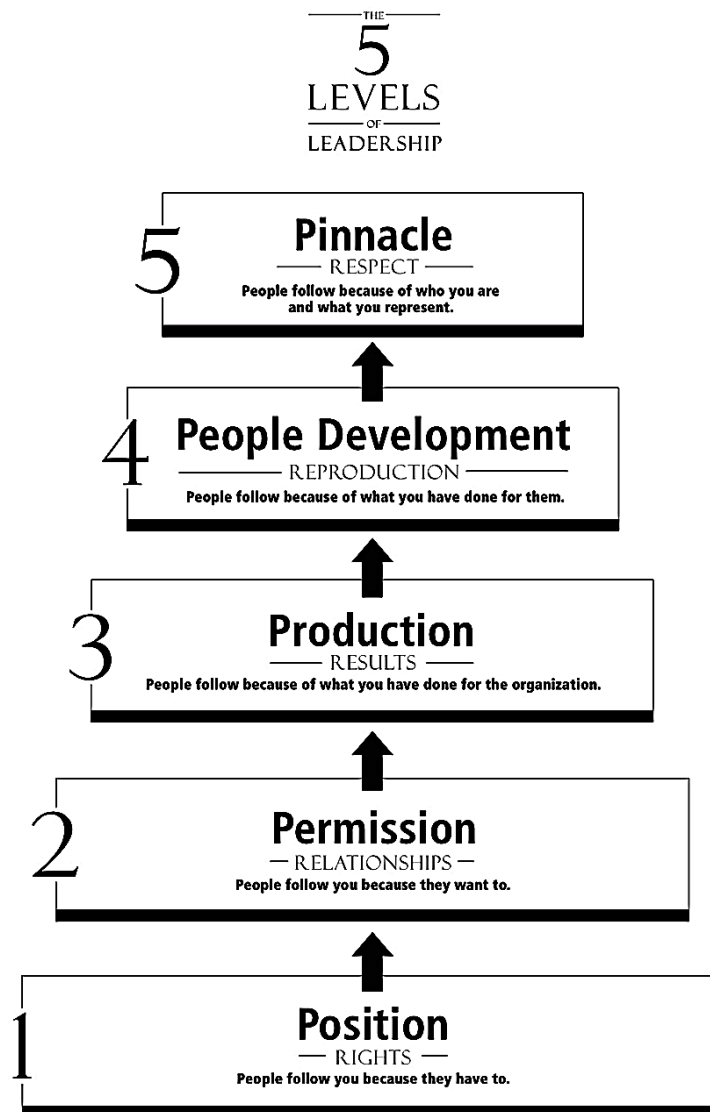 THE
5
LEVELS
OF
LEADERSHIP
5
Pinnacle
RESPECT
People follow because of who you are
and what you represent.
4
People Development
REPRODUCTION
People follow because of what you have done for them.
3
Production
RESULTS
People follow because of what you have done for the organization.
2
Permission
RELATIONSHIPS
People follow you because they want to.
1
Position
RIGHTS
People follow you because they have to.